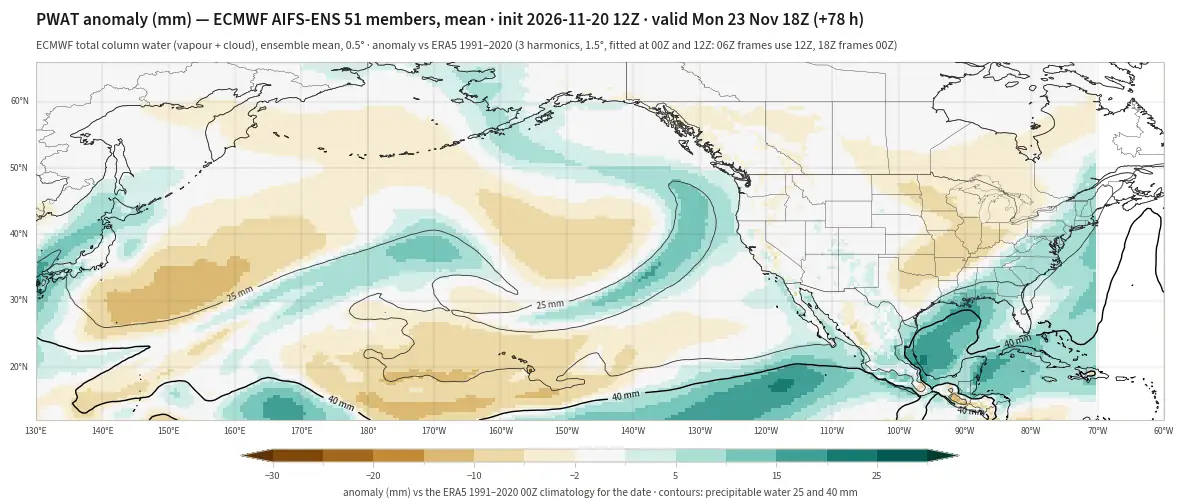 PWAT anomaly (mm) — ECMWF AIFS-ENS 51 members, mean · init 2026-11-20 12Z · valid Mon 23 Nov 18Z (+78 h)
ECMWF total column water (vapour + cloud), ensemble mean, 0.5° · anomaly vs ERA5 1991–2020 (3 harmonics, 1.5°, fitted at 00Z and 12Z: 06Z frames use 12Z, 18Z frames 00Z)
60°N
50°N
40°N
30°N
20°N
25 mm
25 mm
40 mm
40 mm
40 mm
40 mm
130°E 140°E 150°E 160°E 170°E 180° 170°W 160°W 150°W 140°W 130°W 120°W 110°W 100°W 90°W 80°W 70°W 60°W
−30 −20 −10 −2 5 15 25
anomaly (mm) vs the ERA5 1991–2020 00Z climatology for the date · contours: precipitable water 25 and 40 mm